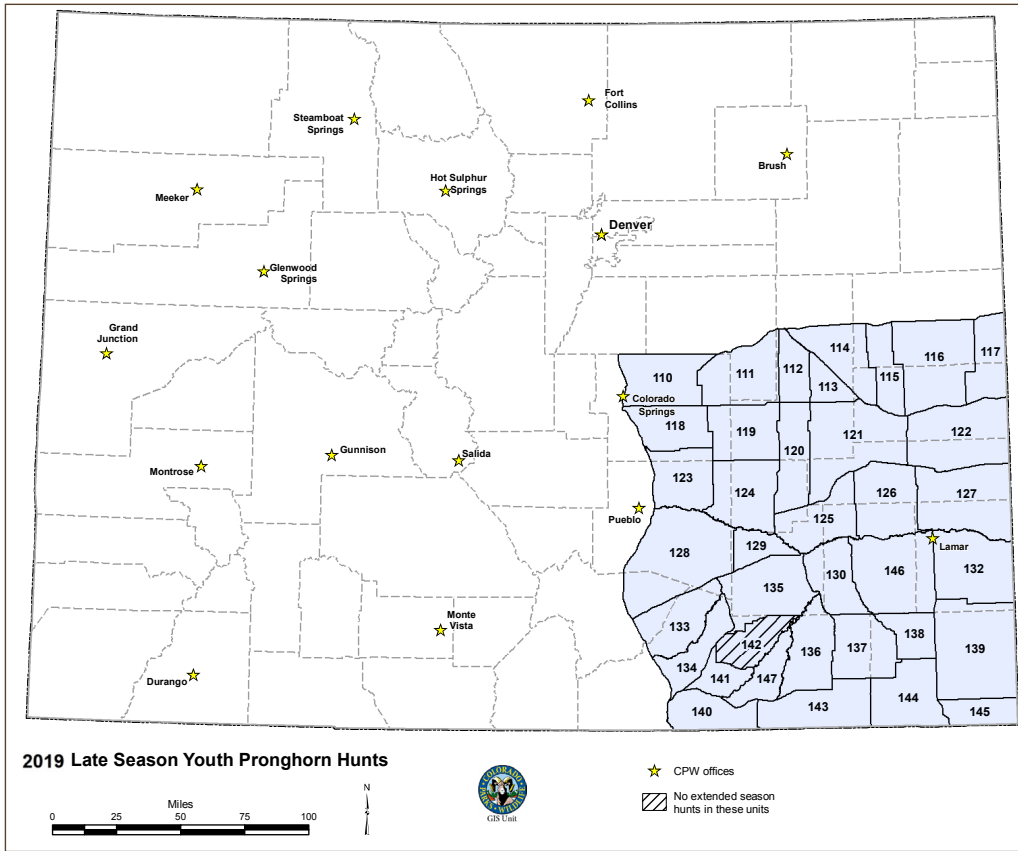 Fort
Collins
Steamboat
Springs
Brush
Hot Sulphur
Springs
Meeker
Denver
Glenwood
Springs
Grand
Junction
114
116
117
110
111
112
113
115
Colorado
Springs
118
119
120
121
122
Gunnison
Salida
Montrose
123
124
126
127
Pueblo
125
Lamar
128
129
130
146
132
135
Monte
Vista
133
142
136
137
138
139
134
141
147
Durango
140
143
144
145
2019 Late Season Youth Pronghorn Hunts
Miles
0 25 50 75 100
N
COLORADO
PARKS & WILDLIFE
GIS Unit
CPW offices
No extended season
hunts in these units